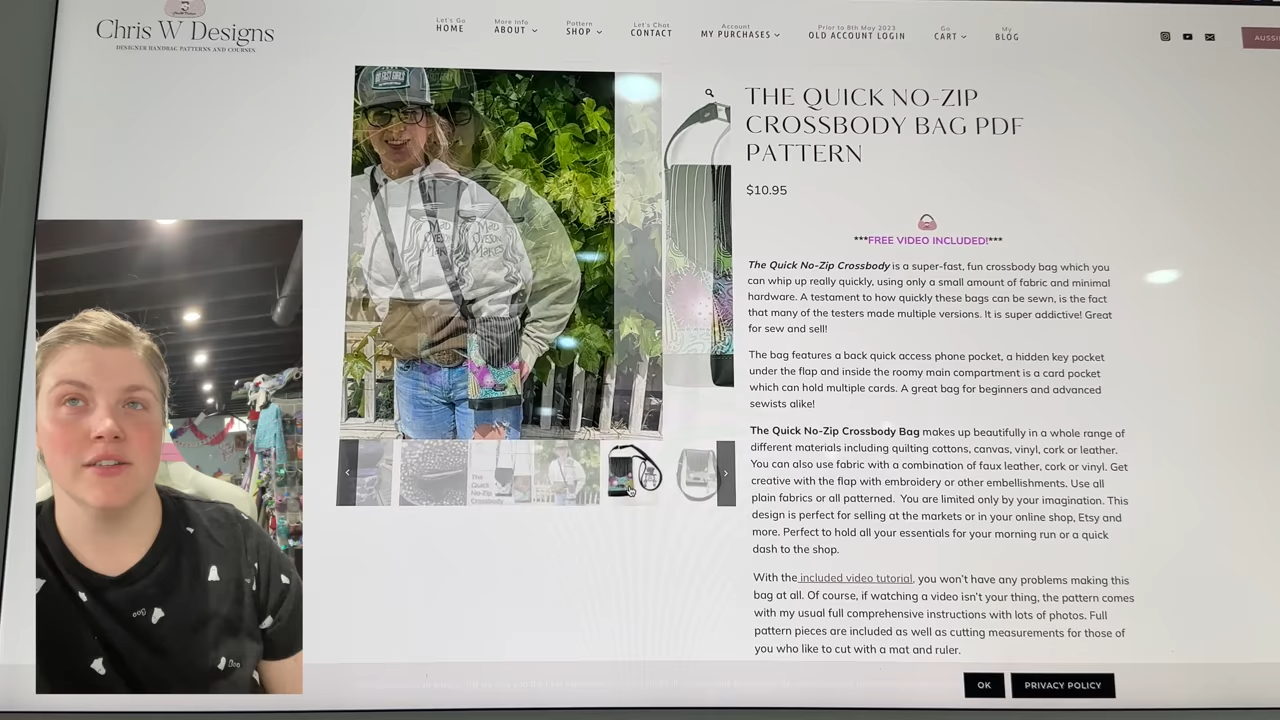 Chris W Designs
DESIGNER HANDBAG PATTERNS AND COURSES
Let's Go
HOME
More Info
ABOUT
Pattern
SHOP
Let's Chat
CONTACT
Account
MY PURCHASES
Prior to 8th May 2023
OLD ACCOUNT LOGIN
Go
CART
My
BLOG
THE QUICK NO-ZIP
CROSSBODY BAG PDF
PATTERN
$10.95
***FREE VIDEO INCLUDED!***
The Quick No-Zip Crossbody is a super-fast, fun crossbody bag which you
can whip up really quickly, using only a small amount of fabric and minimal
hardware. A testament to how quickly these bags can be sewn, is the fact
that many of the testers made multiple versions. It is super addictive! Great
for sew and sell!
The bag features a back quick access phone pocket, a hidden key pocket
under the flap and inside the roomy main compartment is a card pocket
which can hold multiple cards. A great bag for beginners and advanced
sewists alike!
The Quick No-Zip Crossbody Bag makes up beautifully in a whole range of
different materials including quilting cottons, canvas, vinyl, cork or leather.
You can also use fabric with a combination of faux leather, cork or vinyl. Get
creative with the flap with embroidery or other embellishments. Use all
plain fabrics or all patterned. You are limited only by your imagination. This
design is perfect for selling at the markets or in your online shop, Etsy and
more. Perfect to hold all your essentials for your morning run or a quick
dash to the shop.
With the included video tutorial, you won't have any problems making this
bag at all. Of course, if watching a video isn't your thing, the pattern comes
with my usual full comprehensive instructions with lots of photos. Full
pattern pieces are included as well as cutting measurements for those of
you who like to cut with a mat and ruler.
The
Quick
No-Zip
Crossbody
OK
PRIVACY POLICY